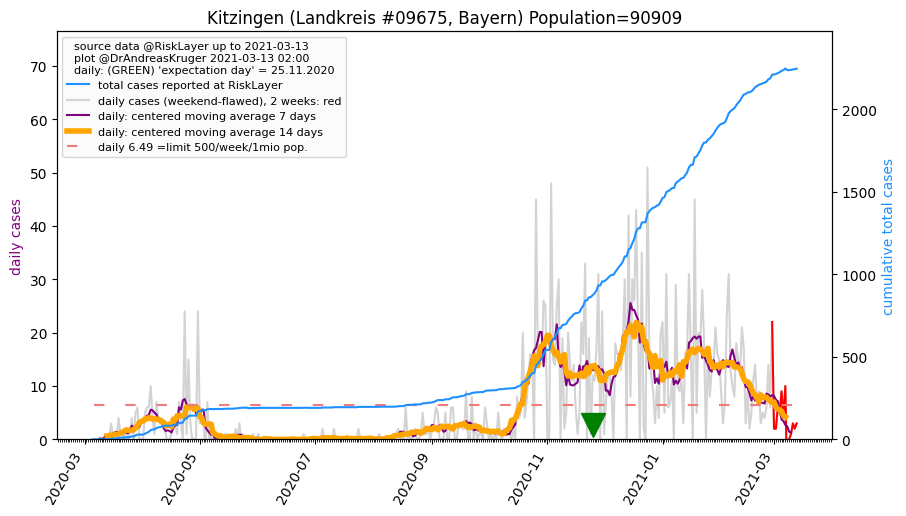 Kitzingen (Landkreis #09675, Bayern) Population=90909
source data @RiskLayer up to 2021-03-13
plot @DrAndreasKruger 2021-03-13 02:00
daily: (GREEN) 'expectation day' = 25.11.2020
total cases reported at RiskLayer
daily cases (weekend-flawed), 2 weeks: red
daily: centered moving average 7 days
daily: centered moving average 14 days
daily 6.49 =limit 500/week/1mio pop.
daily cases
70
60
50
40
30
20
10
0
2000
1500
1000
500
0
cumulative total cases
2020-03
2020-05
2020-07
2020-09
2020-11
2021-01
2021-03